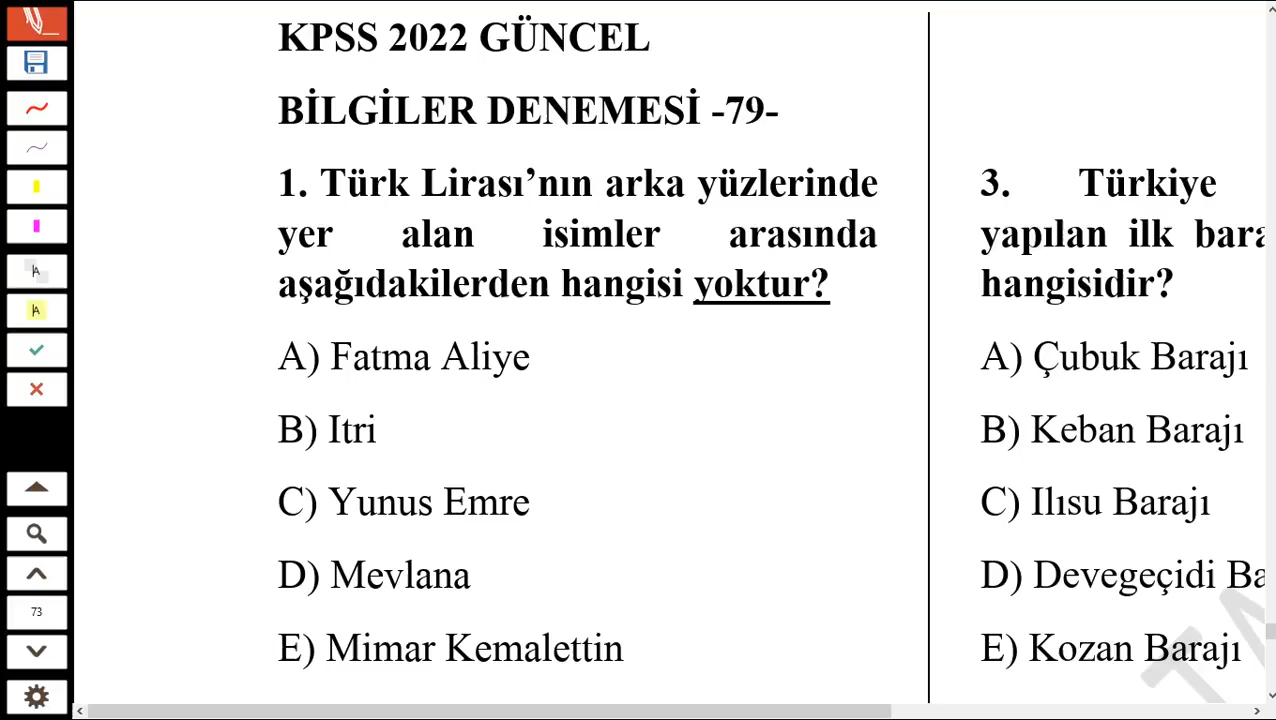 KPSS 2022 GÜNCEL
BİLGİLER DENEMESİ -79-
1. Türk Lirası’nın arka yüzlerinde
yer alan isimler arasında
aşağıdakilerden hangisi yoktur?
A) Fatma Aliye
B) Itri
C) Yunus Emre
D) Mevlana
E) Mimar Kemalettin
3. Türkiye
yapılan ilk
hangisidir?
A) Çubuk Barajı
B) Keban Barajı
C) Ilısu Barajı
D) Devegeçidi
E) Kozan Barajı
73